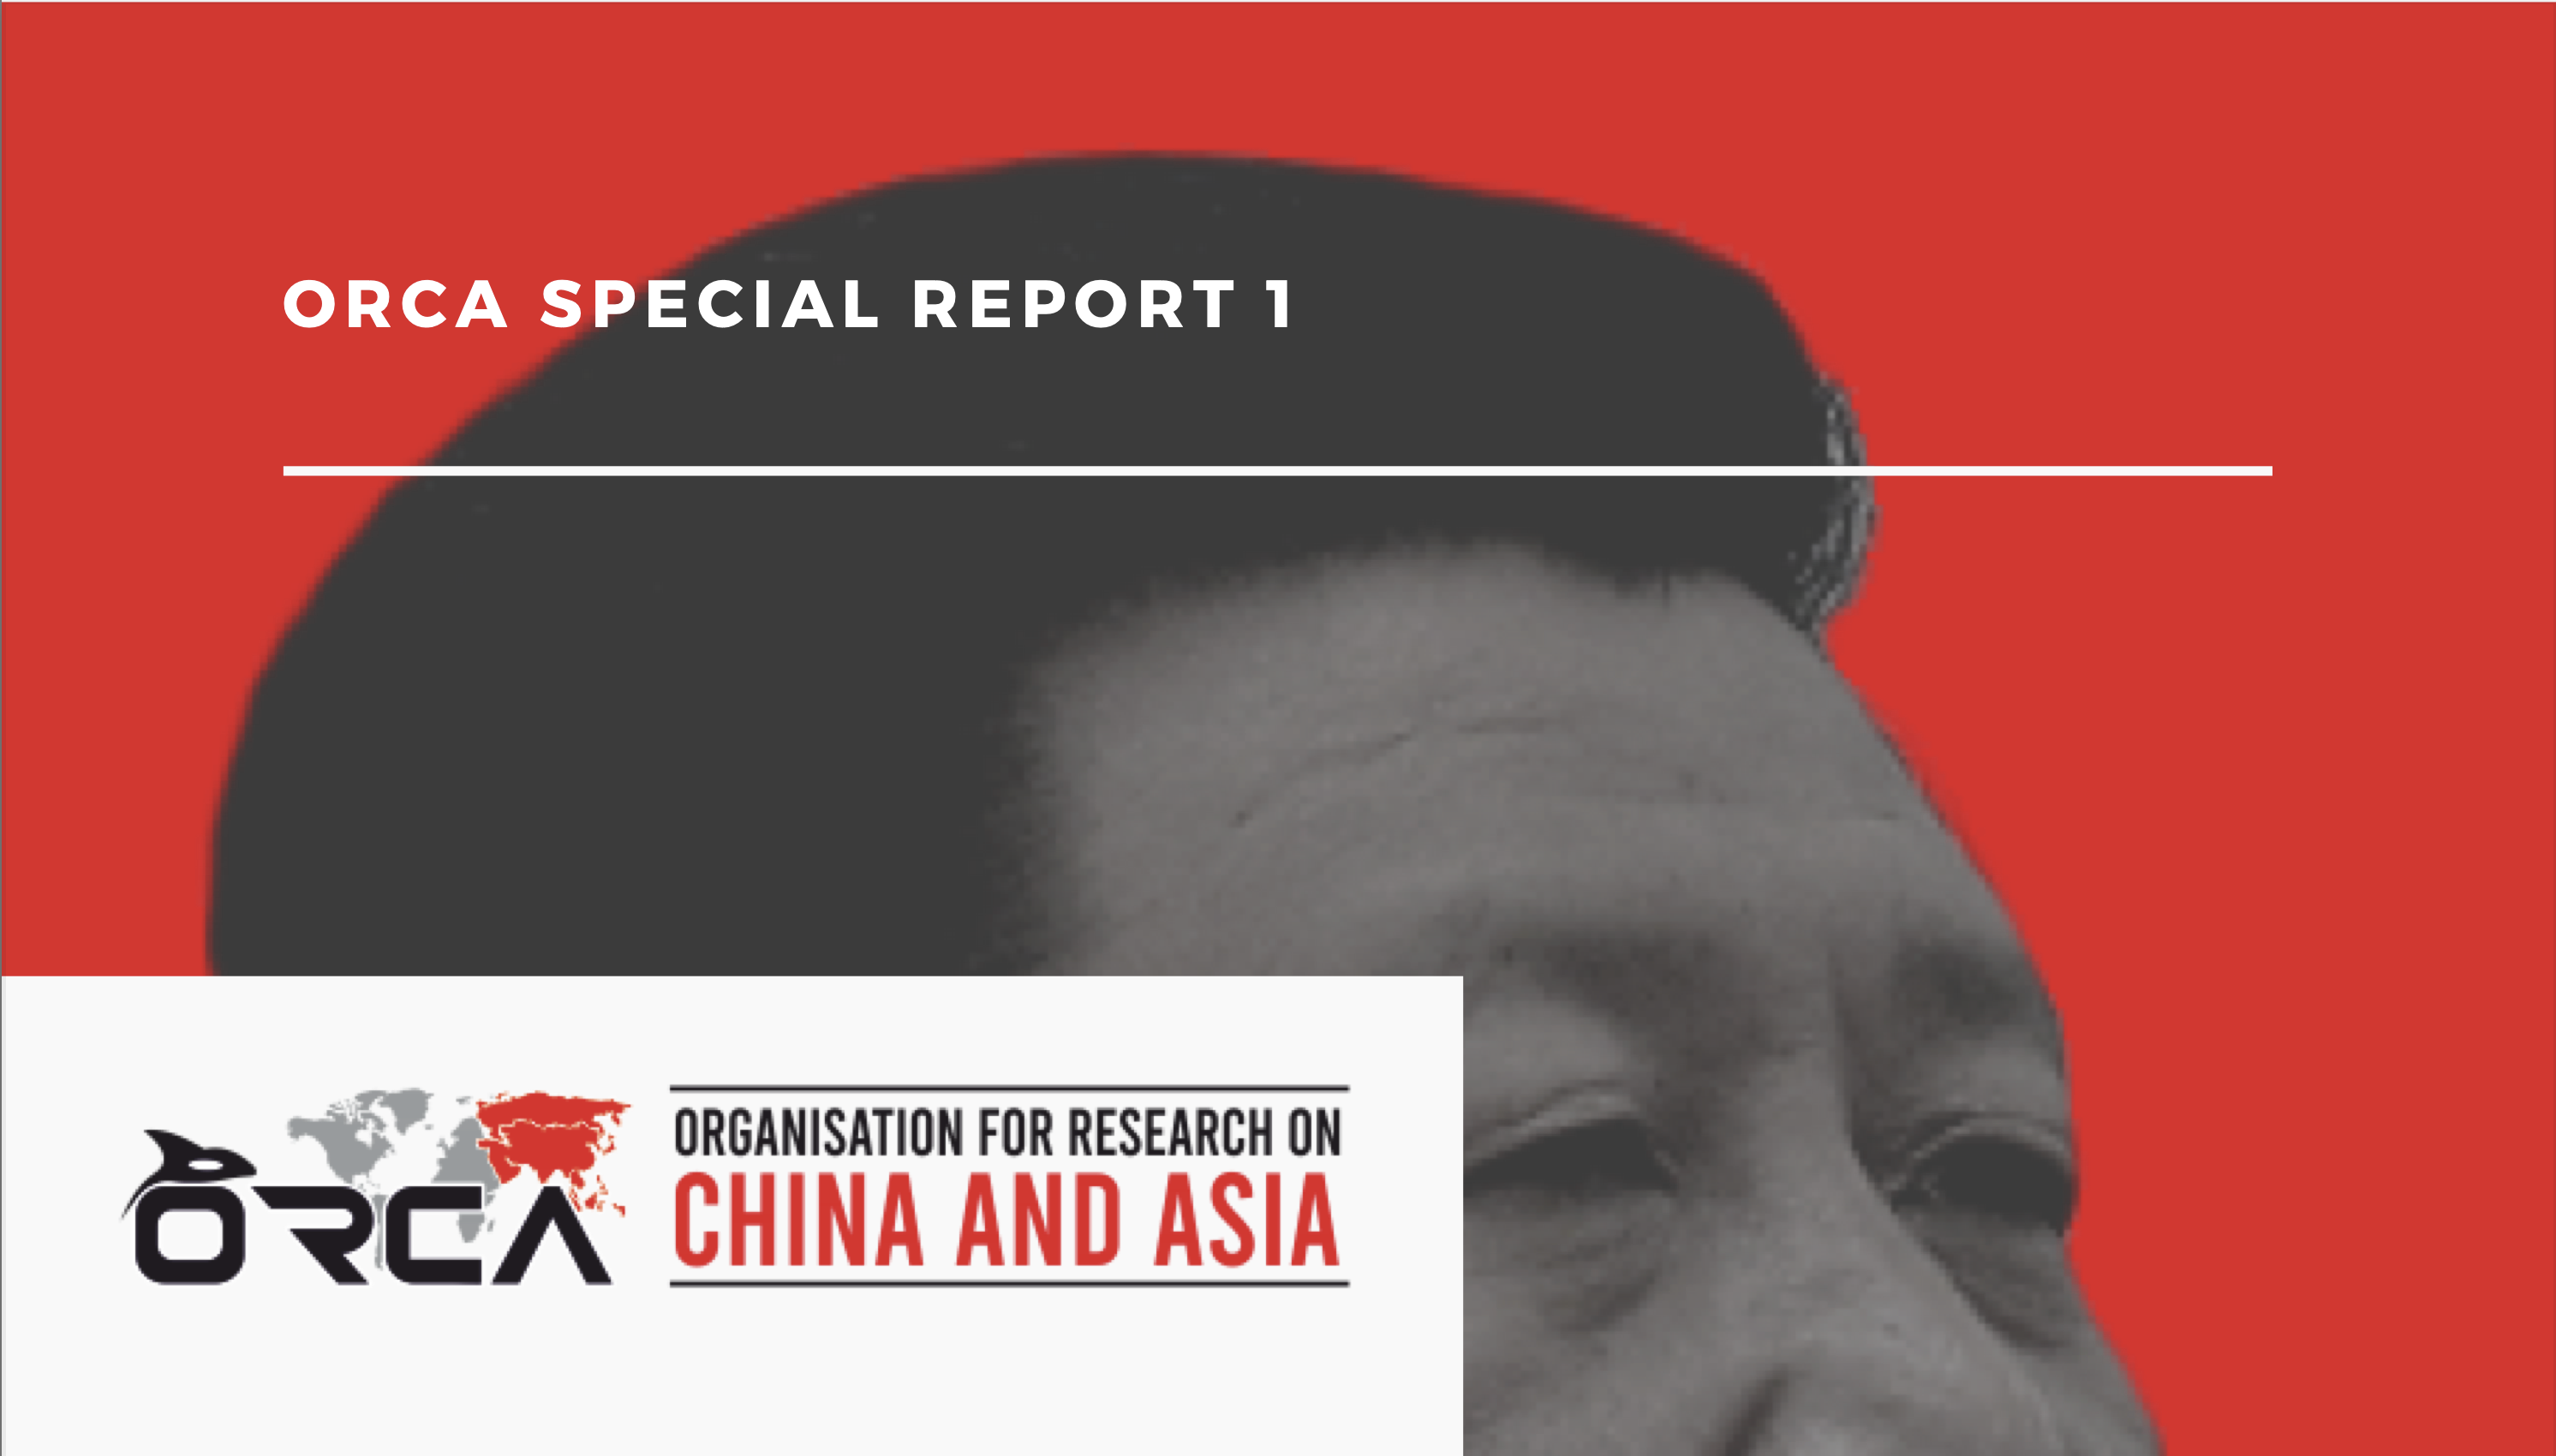 ORCA SPECIAL REPORT 1
ORCA
ORGANISATION FOR RESEARCH ON
CHINA AND ASIA